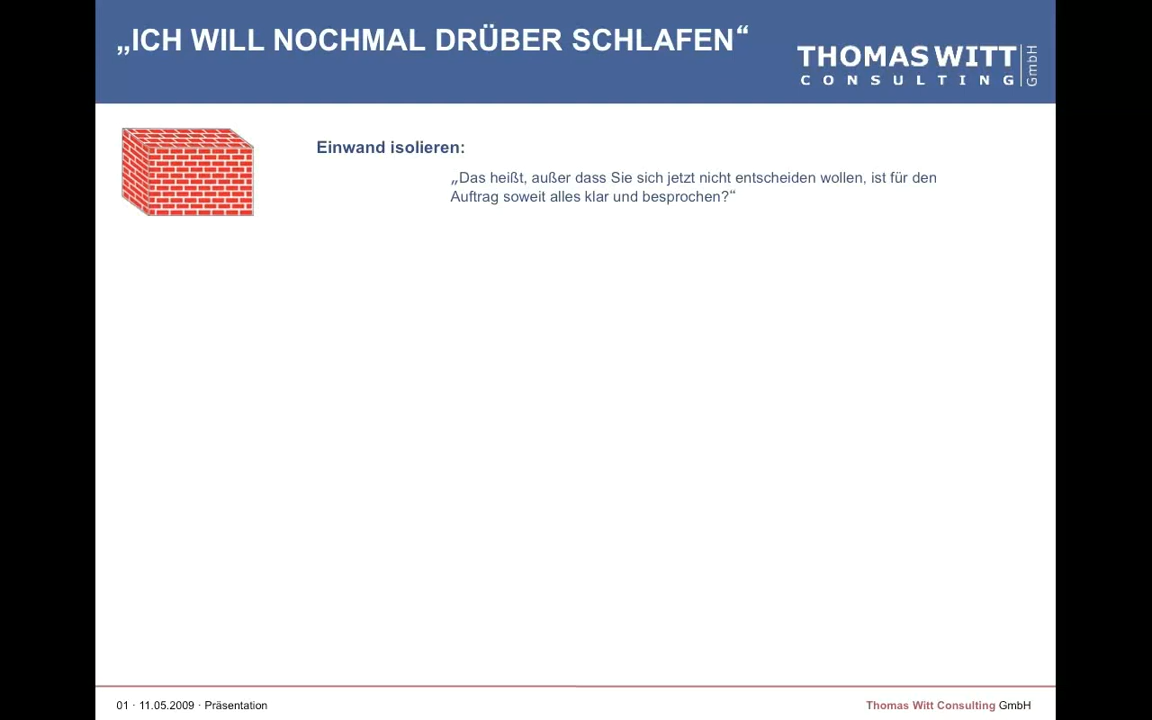 „ICH WILL NOCHMAL DRÜBER SCHLAFEN“
THOMAS WITT
CONSULTING
GmbH
Einwand isolieren:
„Das heißt, außer dass Sie sich jetzt nicht entscheiden wollen, ist für den
Auftrag soweit alles klar und besprochen?“
01 · 11.05.2009 · Präsentation
Thomas Witt Consulting GmbH